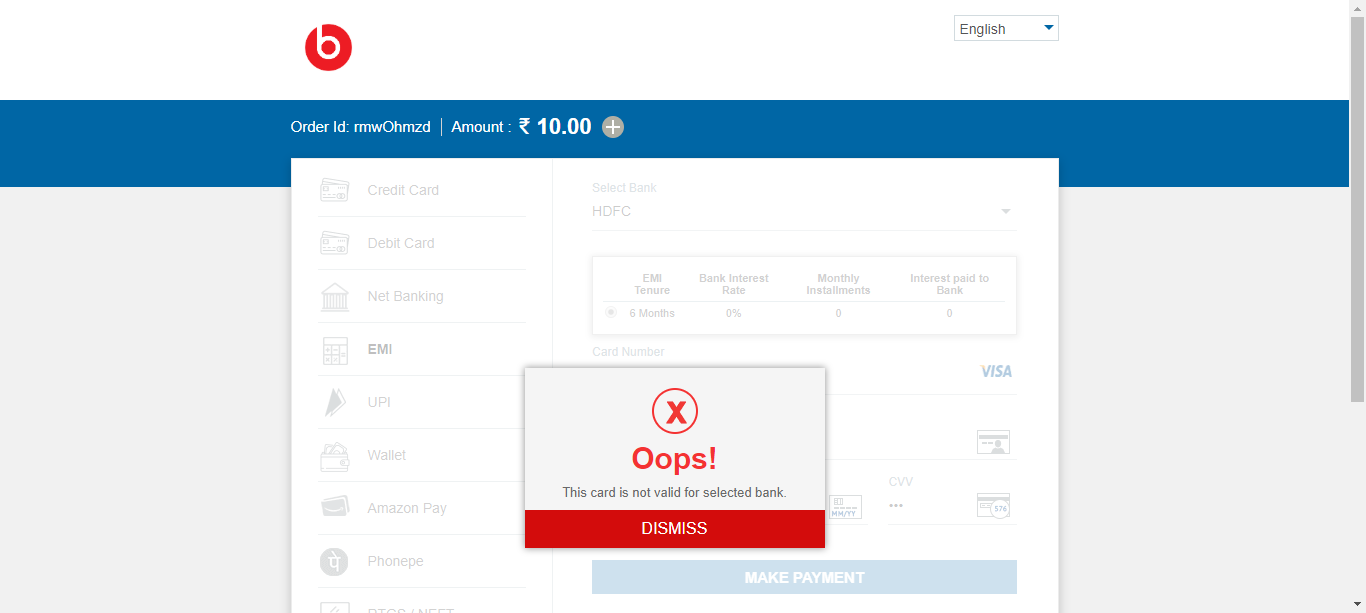 b
English
Order Id: rmwOhmzd | Amount : ₹ 10.00 +
Credit Card
Debit Card
Net Banking
EMI
UPI
Wallet
Amazon Pay
Phonepe
RTGS / NEFT
Select Bank
HDFC
EMI Tenure
Bank Interest Rate
Monthly Installments
Interest paid to Bank
6 Months 0% 0 0
Card Number
VISA
X
Oops!
This card is not valid for selected bank.
DISMISS
MM/YY
CVV
•••
576
MAKE PAYMENT